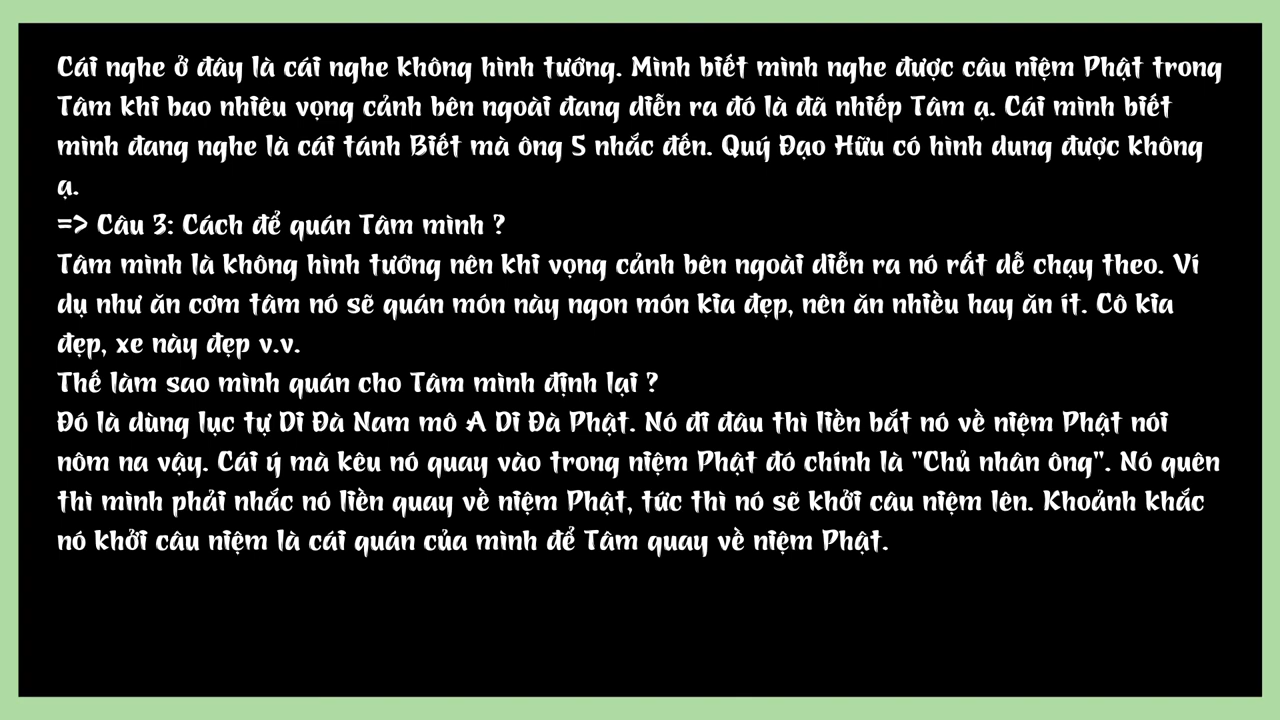 Cái nghe ở đây là cái nghe không hình tướng. Mình biết mình nghe được câu niệm Phật trong
Tâm khi bao nhiêu vọng cảnh bên ngoài đang diễn ra đó là đã nhiếp Tâm ạ. Cái mình biết
mình đang nghe là cái tánh Biết mà ông 5 nhắc đến. Quý Đạo Hữu có hình dung được không
ạ.
=> Câu 3: Cách để quán Tâm mình ?
Tâm mình là không hình tướng nên khi vọng cảnh bên ngoài diễn ra nó rất dễ chạy theo. Ví
dụ như ăn cơm tâm nó sẽ quán món này ngon món kia đẹp, nên ăn nhiều hay ăn ít. Cô kia
đẹp, xe này đẹp v.v.
Thế làm sao mình quán cho Tâm mình định lại ?
Đó là dùng lục tự Di Đà Nam mô A Di Đà Phật. Nó đi đâu thì liền bắt nó về niệm Phật nói
nôm na vậy. Cái ý mà kêu nó quay vào trong niệm Phật đó chính là "Chủ nhân ông". Nó quên
thì mình phải nhắc nó liền quay về niệm Phật, tức thì nó sẽ khởi câu niệm lên. Khoảnh khắc
nó khởi câu niệm là cái quán của mình để Tâm quay về niệm Phật.